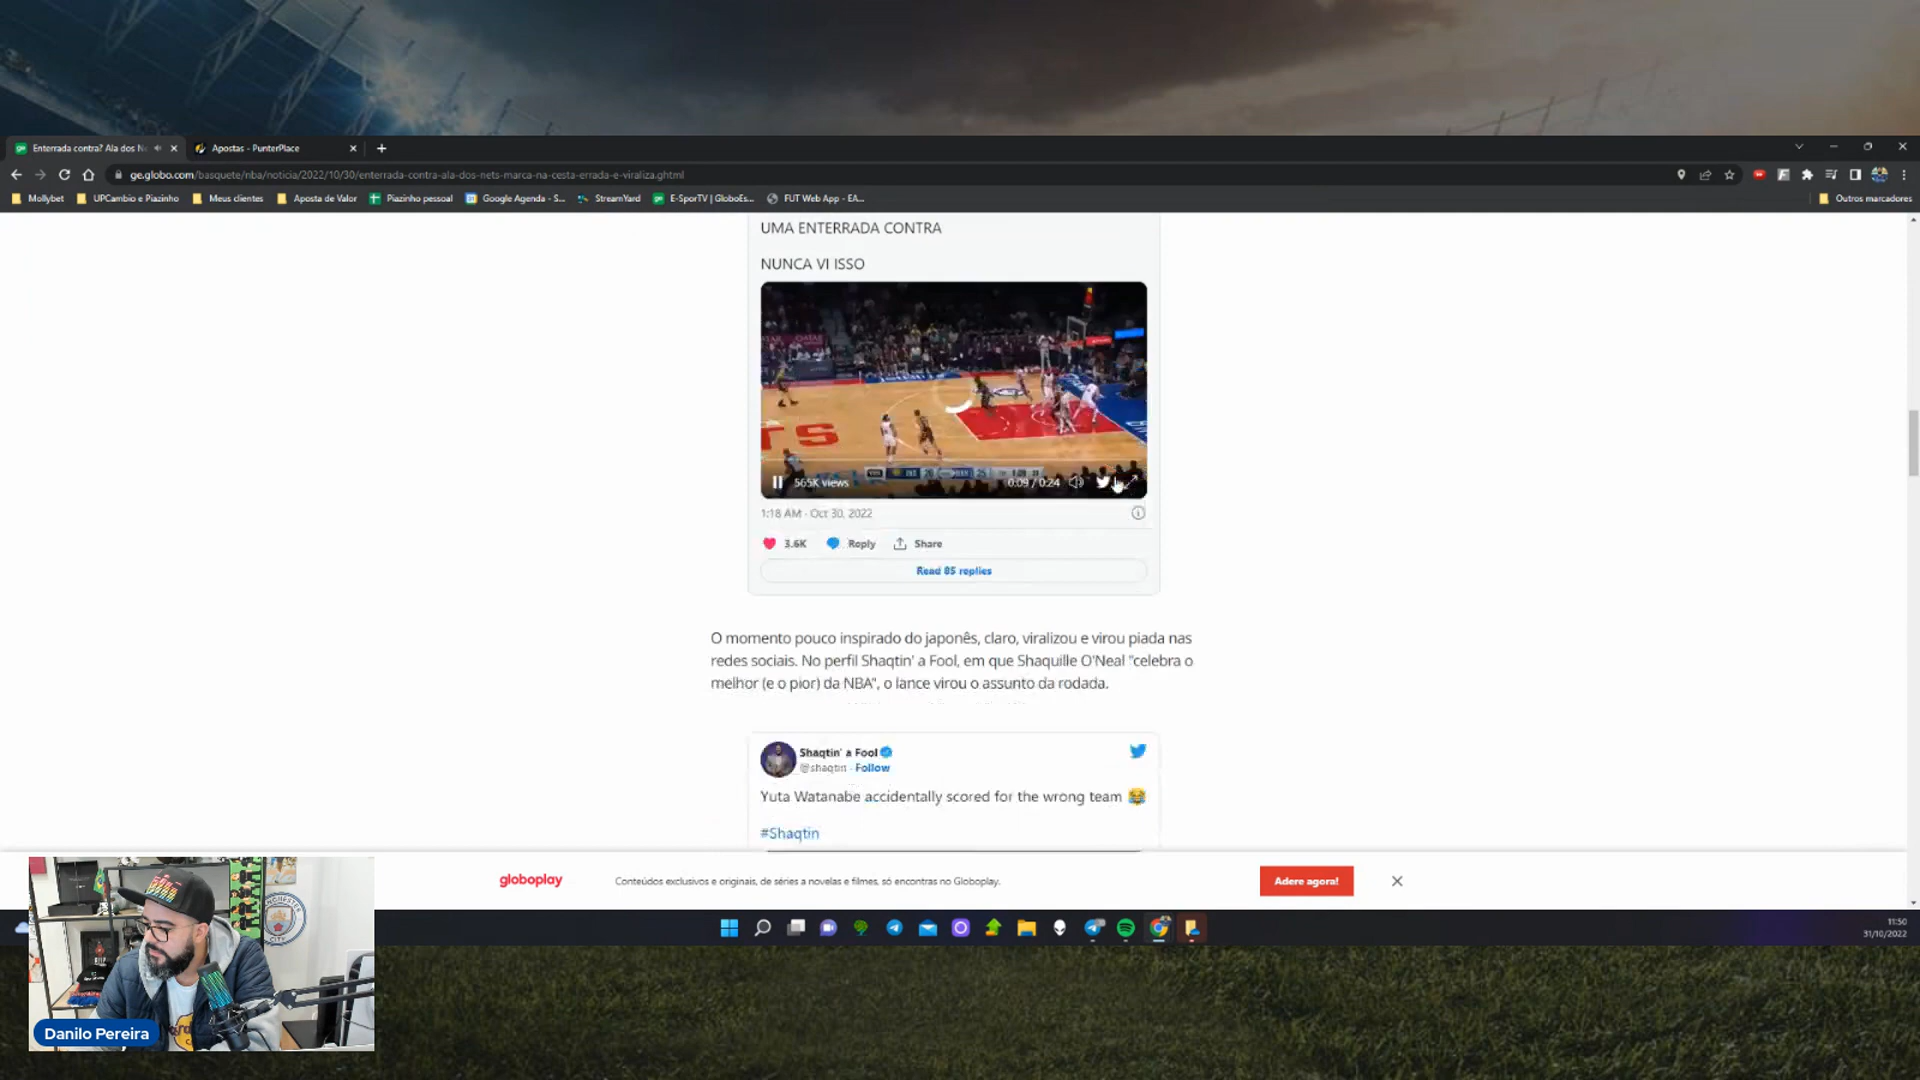 Enterrada contra? Ala dos N
Apostas - PunterPlace
ge.globo.com/basquete/nba/noticia/2022/10/30/enterrada-contra-ala-dos-nets-marca-na-cesta-errada-e-viraliza.ghtml
Mollybet
UPCambio e Piazinho
Meus clientes
Aposta de Valor
Piazinho pessoal
Google Agenda - S...
StreamYard
E-SporTV | GloboEs...
FUT Web App - EA...
Outros marcadores
UMA ENTERRADA CONTRA
NUNCA VI ISSO
565K views
0:09 / 0:24
1:18 AM · Oct 30, 2022
3.6K
Reply
Share
Read 85 replies
O momento pouco inspirado do japonês, claro, viralizou e virou piada nas
redes sociais. No perfil Shaqtin' a Fool, em que Shaquille O'Neal "celebra o
melhor (e o pior) da NBA", o lance virou o assunto da rodada.
Shaqtin' a Fool
@shaqtin · Follow
Yuta Watanabe accidentally scored for the wrong team 😂
#Shaqtin
globoplay
Conteúdos exclusivos e originais, de séries a novelas e filmes, só encontras no Globoplay.
Adere agora!
11:50
31/10/2022
Danilo Pereira